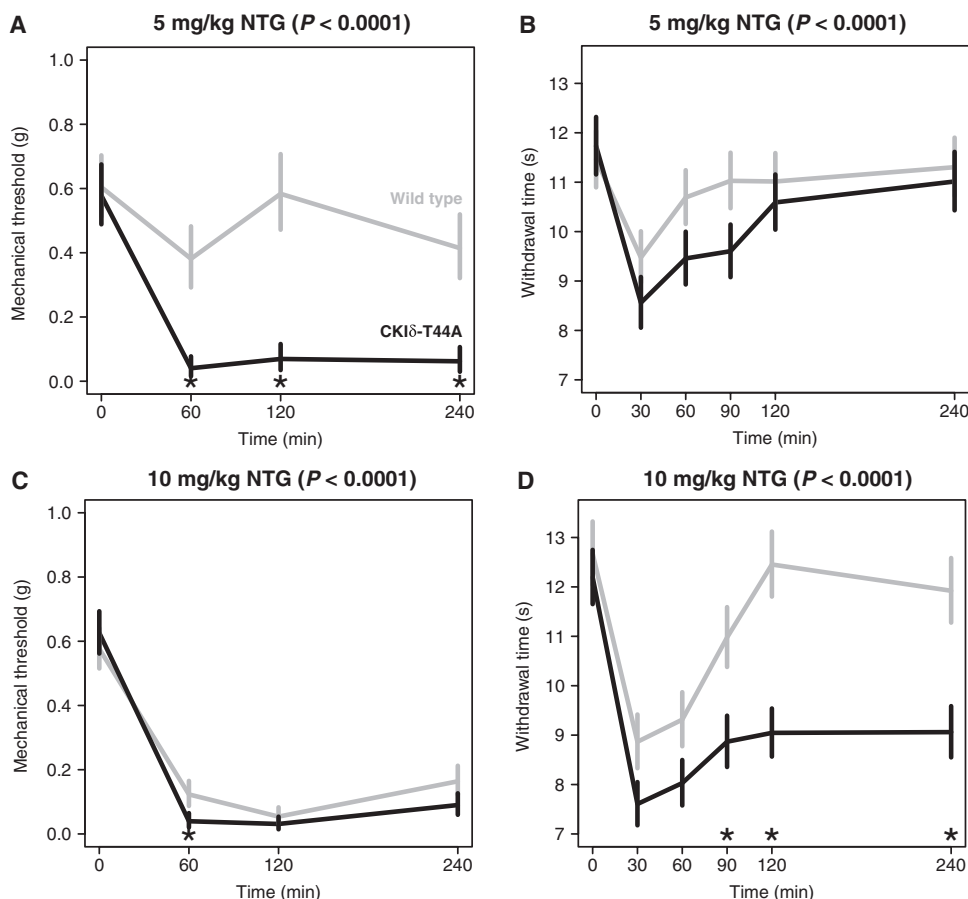 A
5 mg/kg NTG (P < 0.0001)
Mechanical threshold (g)
1.0
0.8
0.6
0.4
0.2
0.0
Wild type
CKIδ-T44A
* * *
0 60 120 240
Time (min)
B
5 mg/kg NTG (P < 0.0001)
Withdrawal time (s)
13
12
11
10
9
8
7
0 30 60 90 120 240
Time (min)
C
10 mg/kg NTG (P < 0.0001)
Mechanical threshold (g)
1.0
0.8
0.6
0.4
0.2
0.0
*
0 60 120 240
Time (min)
D
10 mg/kg NTG (P < 0.0001)
Withdrawal time (s)
13
12
11
10
9
8
7
* * *
0 30 60 90 120 240
Time (min)